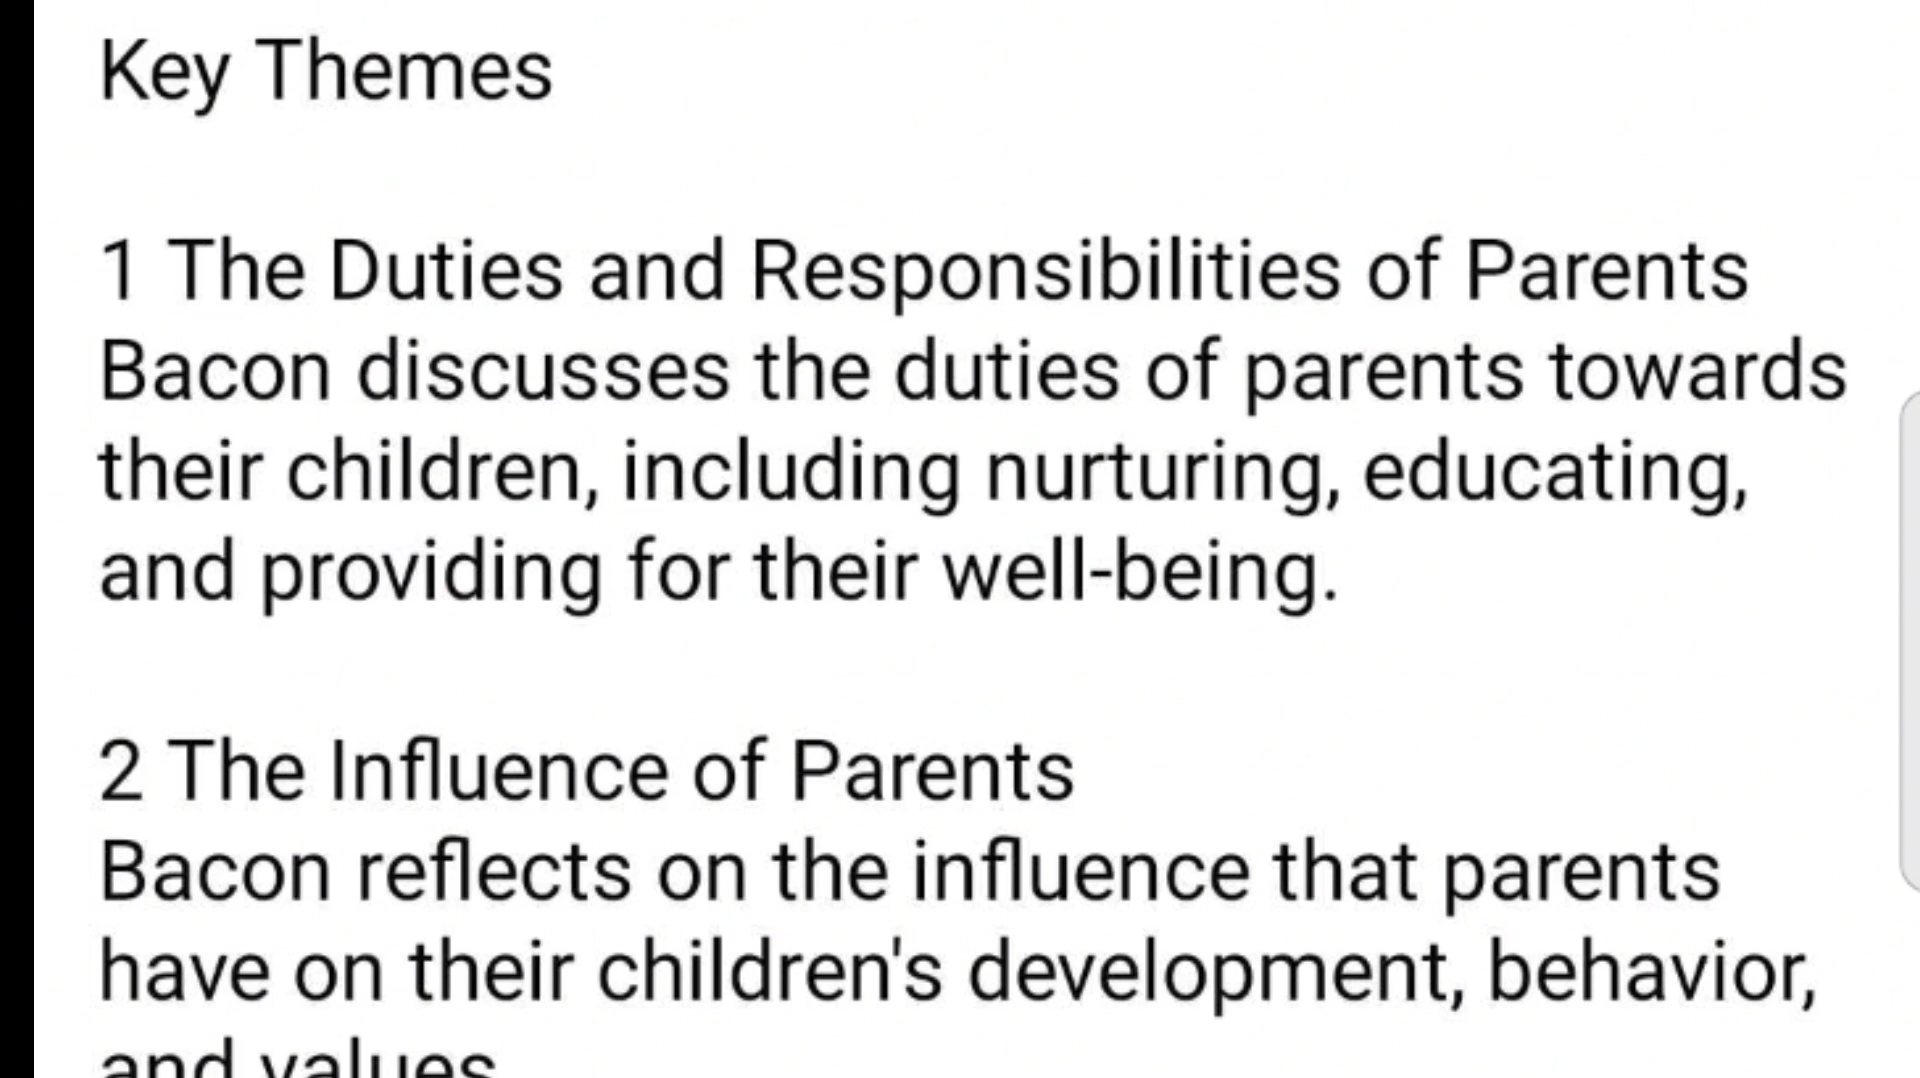 Key Themes
1 The Duties and Responsibilities of Parents
Bacon discusses the duties of parents towards
their children, including nurturing, educating,
and providing for their well-being.
2 The Influence of Parents
Bacon reflects on the influence that parents
have on their children's development, behavior,
and values